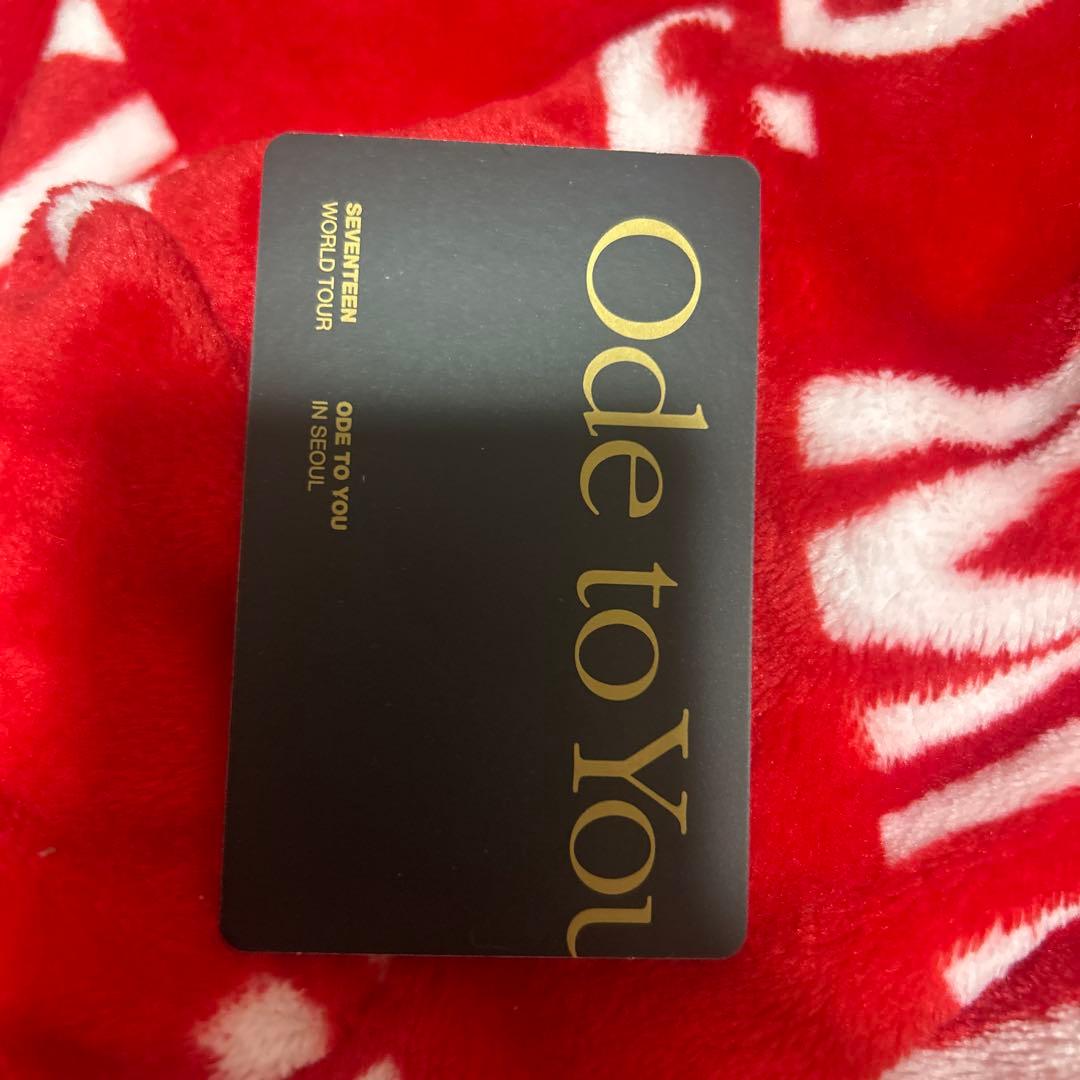 Ode to You
SEVENTEEN
WORLD TOUR
ODE TO YOU
IN SEOUL